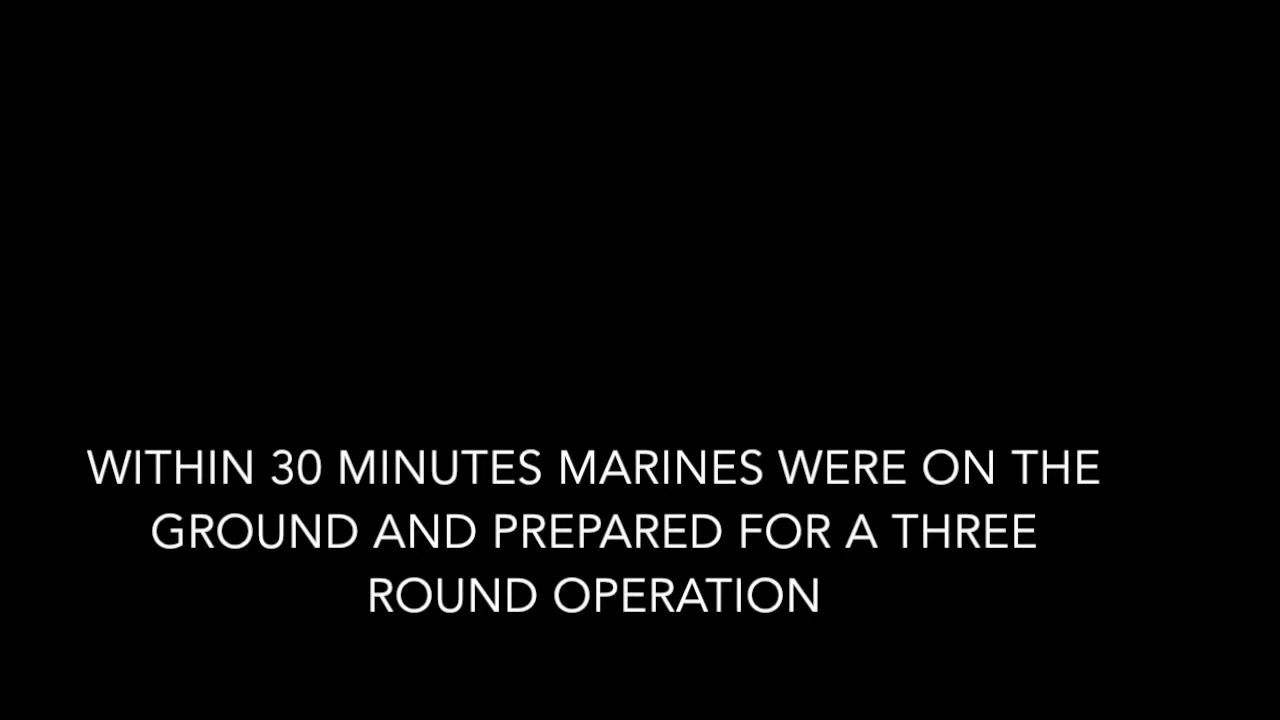 WITHIN 30 MINUTES MARINES WERE ON THE
GROUND AND PREPARED FOR A THREE
ROUND OPERATION